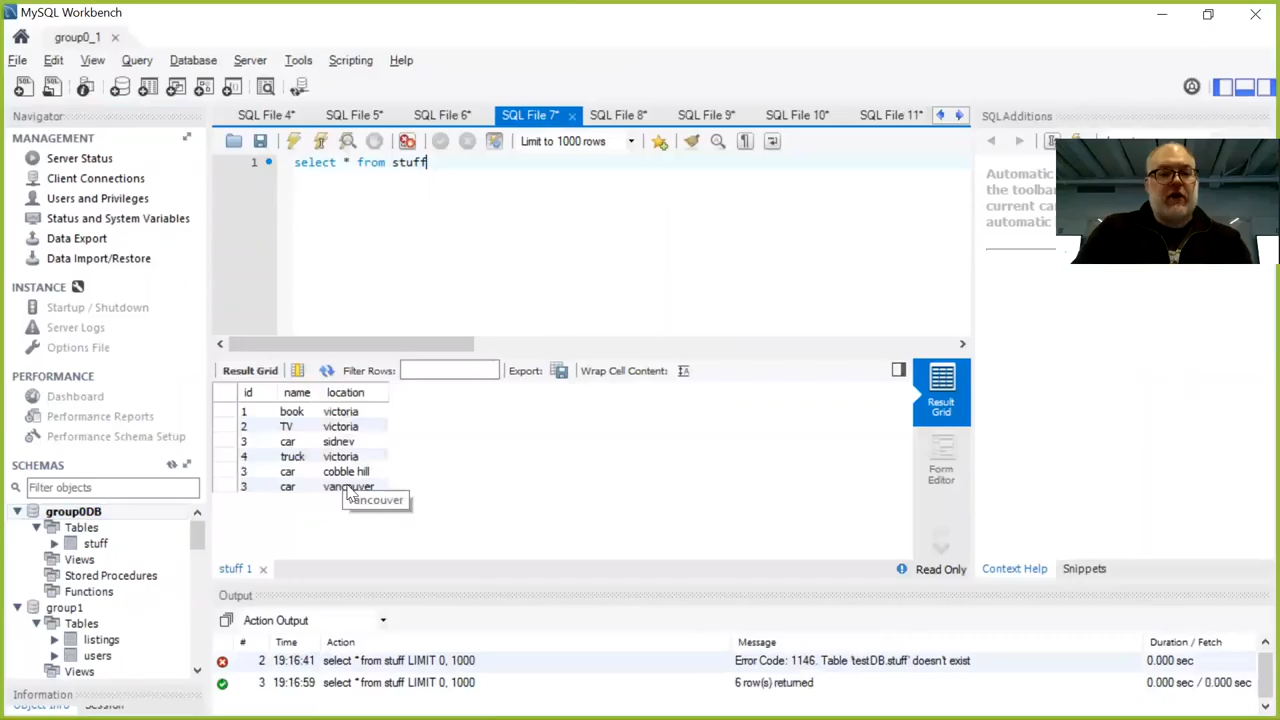 MySQL Workbench
group0_1
File Edit View Query Database Server Tools Scripting Help
Navigator
MANAGEMENT
Server Status
Client Connections
Users and Privileges
Status and System Variables
Data Export
Data Import/Restore
INSTANCE
Startup / Shutdown
Server Logs
Options File
PERFORMANCE
Dashboard
Performance Reports
Performance Schema Setup
SCHEMAS
Filter objects
group0DB
Tables
stuff
Views
Stored Procedures
Functions
group1
Tables
listings
users
Views
Information
Object Info Session
SQL File 4* SQL File 5* SQL File 6* SQL File 7* SQL File 8* SQL File 9* SQL File 10* SQL File 11*
Limit to 1000 rows
1 select * from stuff
Result Grid Filter Rows: Export: Wrap Cell Content:
id name location
1 book victoria
2 TV victoria
3 car sidney
4 truck victoria
3 car cobble hill
3 car vancouver
vancouver
Result
Grid
Form
Editor
stuff 1 Read Only
SQLAdditions
Automatic
the toolba
current ca
automatic
Context Help Snippets
Output
Action Output
# Time Action Message Duration / Fetch
2 19:16:41 select * from stuff LIMIT 0, 1000 Error Code: 1146. Table 'testDB.stuff' doesn't exist 0.000 sec
3 19:16:59 select * from stuff LIMIT 0, 1000 6 row(s) returned 0.000 sec / 0.000 sec